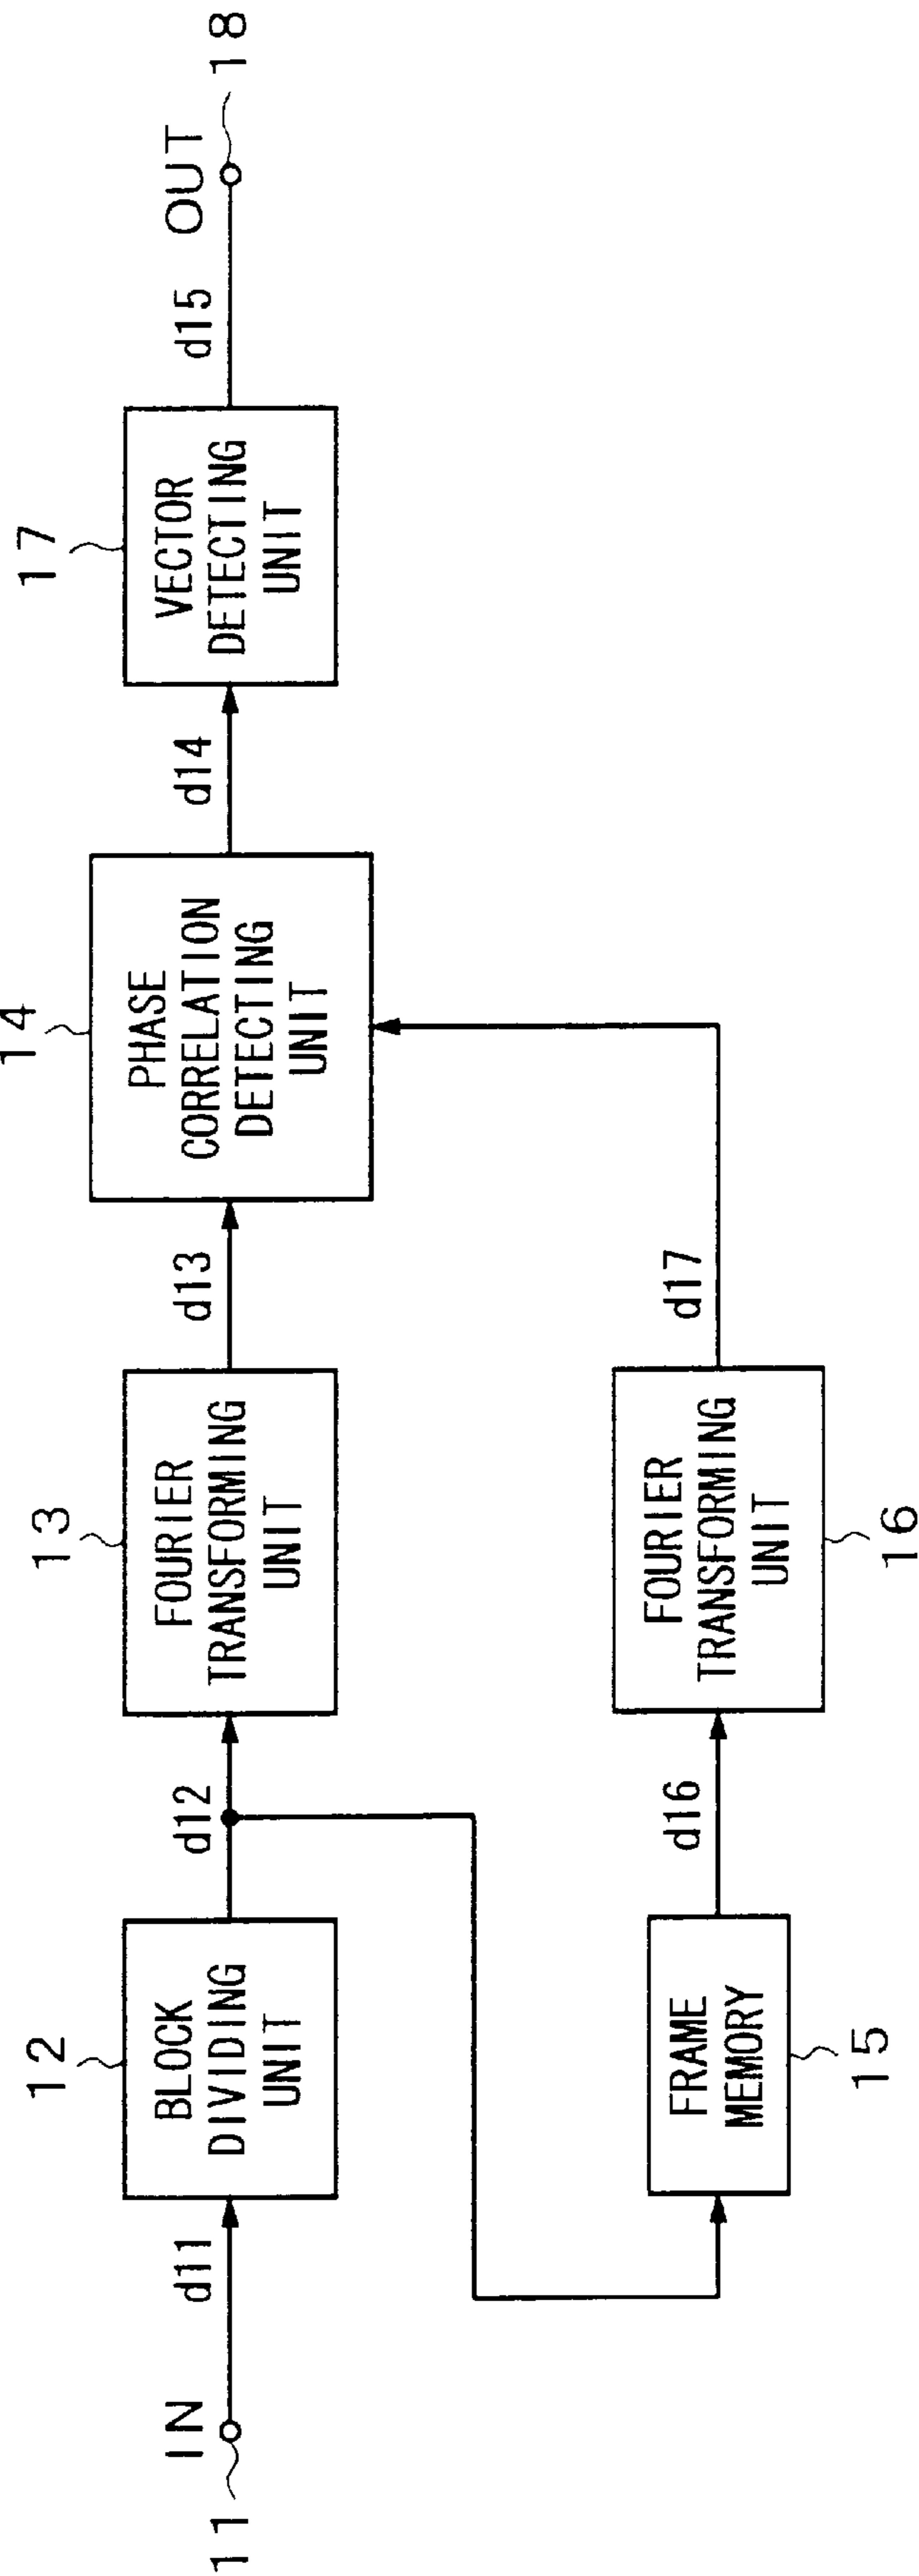 IN
11
d11
12
BLOCK
DIVIDING
UNIT
d12
13
FOURIER
TRANSFORMING
UNIT
d13
14
PHASE
CORRELATION
DETECTING
UNIT
d14
17
VECTOR
DETECTING
UNIT
d15
OUT
18
FRAME
MEMORY
15
d16
FOURIER
TRANSFORMING
UNIT
16
d17